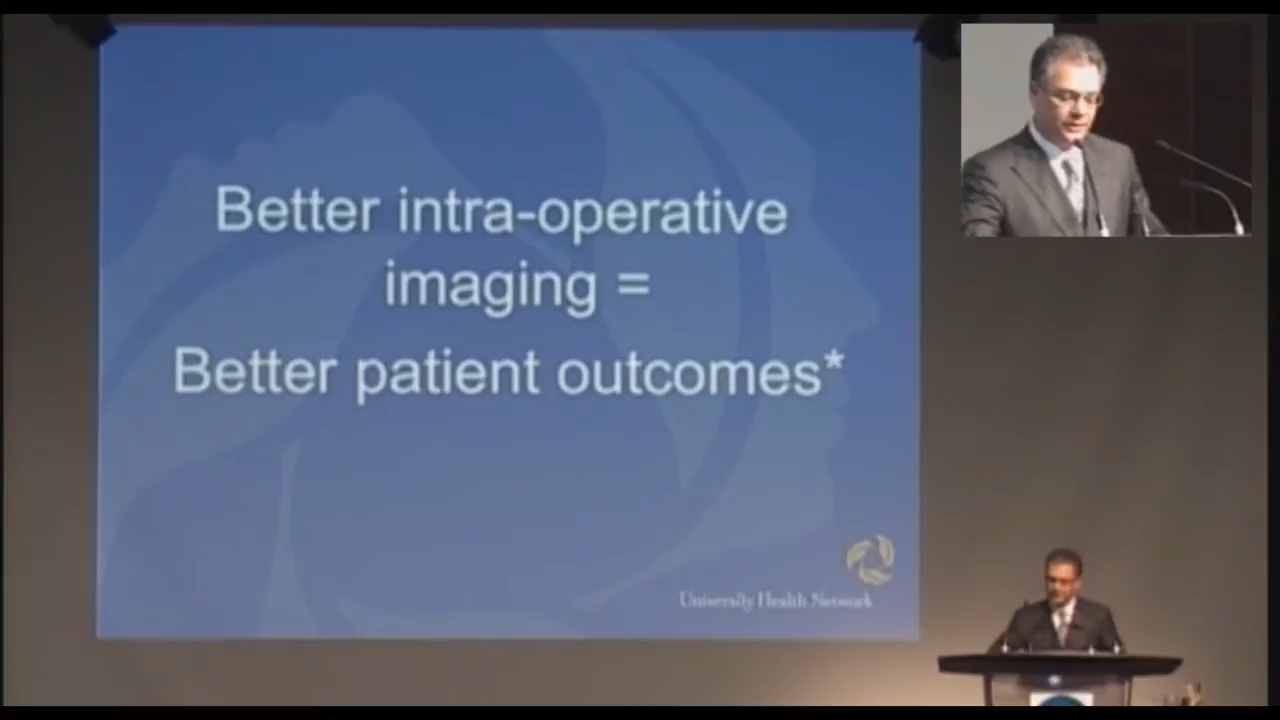 Better intra-operative
imaging =
Better patient outcomes*
University Health Network